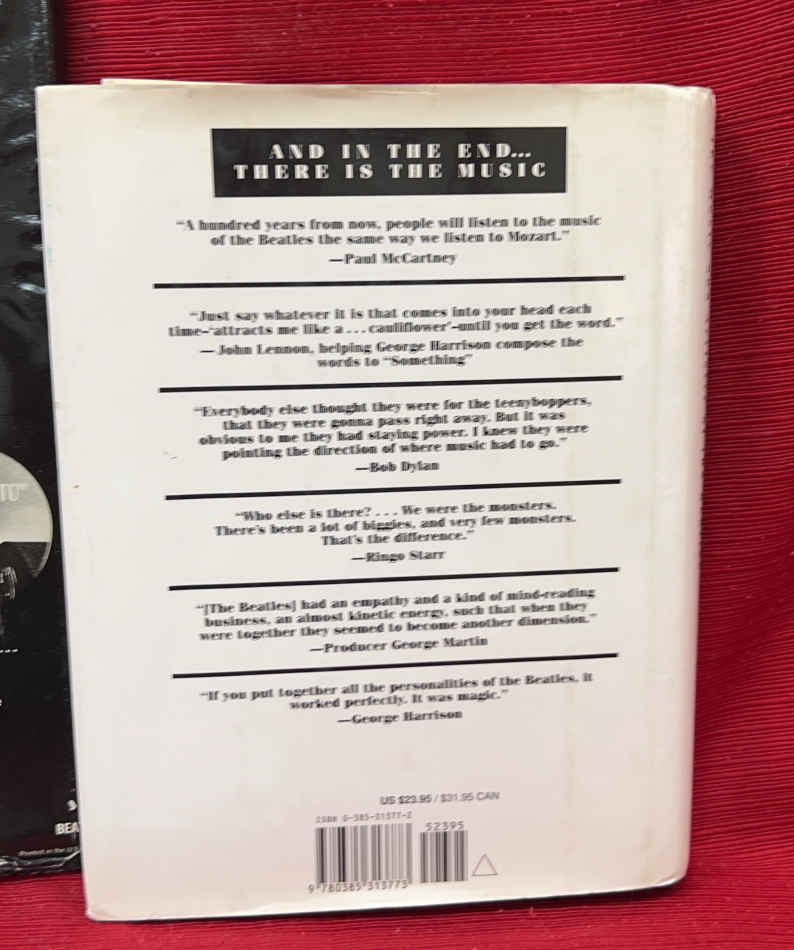 AND IN THE END...
THERE IS THE MUSIC
“A hundred years from now, people will listen to the music
of the Beatles the same way we listen to Mozart.”
—Paul McCartney
“Just say whatever it is that comes into your head each
time–‘attracts me like a . . . cauliflower’–until you get the word.”
—John Lennon, helping George Harrison compose the
words to “Something”
“Everybody else thought they were for the teenyboppers,
that they were gonna pass right away. But it was
obvious to me they had staying power. I knew they were
pointing the direction of where music had to go.”
—Bob Dylan
“Who else is there? . . . We were the monsters.
There’s been a lot of biggies, and very few monsters.
That’s the difference.”
—Ringo Starr
“[The Beatles] had an empathy and a kind of mind-reading
business, an almost kinetic energy, such that when they
were together they seemed to become another dimension.”
—Producer George Martin
“If you put together all the personalities of the Beatles, it
worked perfectly. It was magic.”
—George Harrison
US $23.95 / $31.95 CAN
ISBN 0-385-31377-2
52395
9 780385 313773
BEA